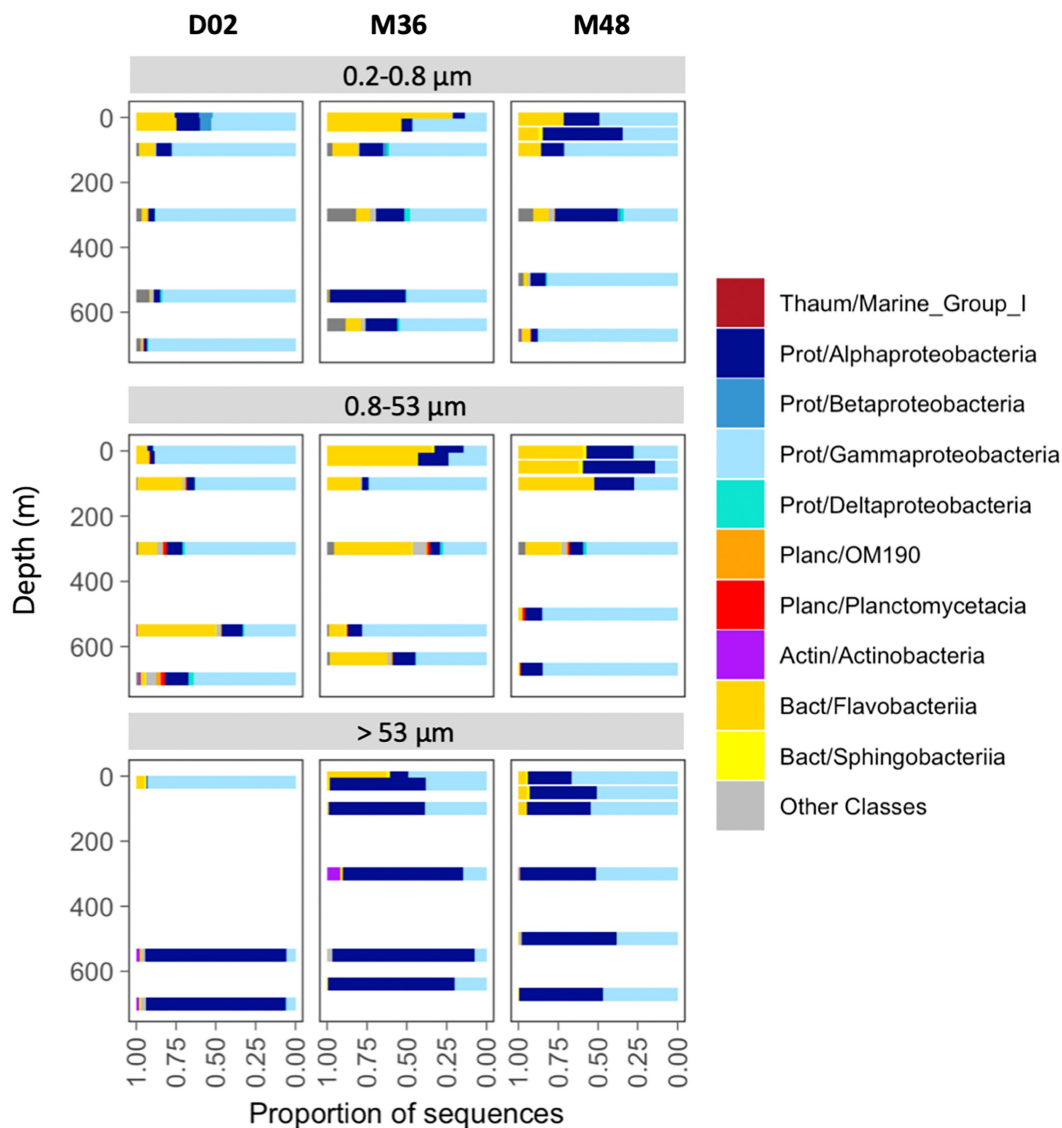 D02 M36 M48
0.2-0.8 µm
0
200
400
600
0.8-53 µm
0
200
400
600
> 53 µm
0
200
400
600
Depth (m)
1.00 0.75 0.50 0.25 0.00 1.00 0.75 0.50 0.25 0.00 1.00 0.75 0.50 0.25 0.00
Proportion of sequences
Thaum/Marine_Group_I
Prot/Alphaproteobacteria
Prot/Betaproteobacteria
Prot/Gammaproteobacteria
Prot/Deltaproteobacteria
Planc/OM190
Planc/Planctomycetacia
Actin/Actinobacteria
Bact/Flavobacteriia
Bact/Sphingobacteriia
Other Classes